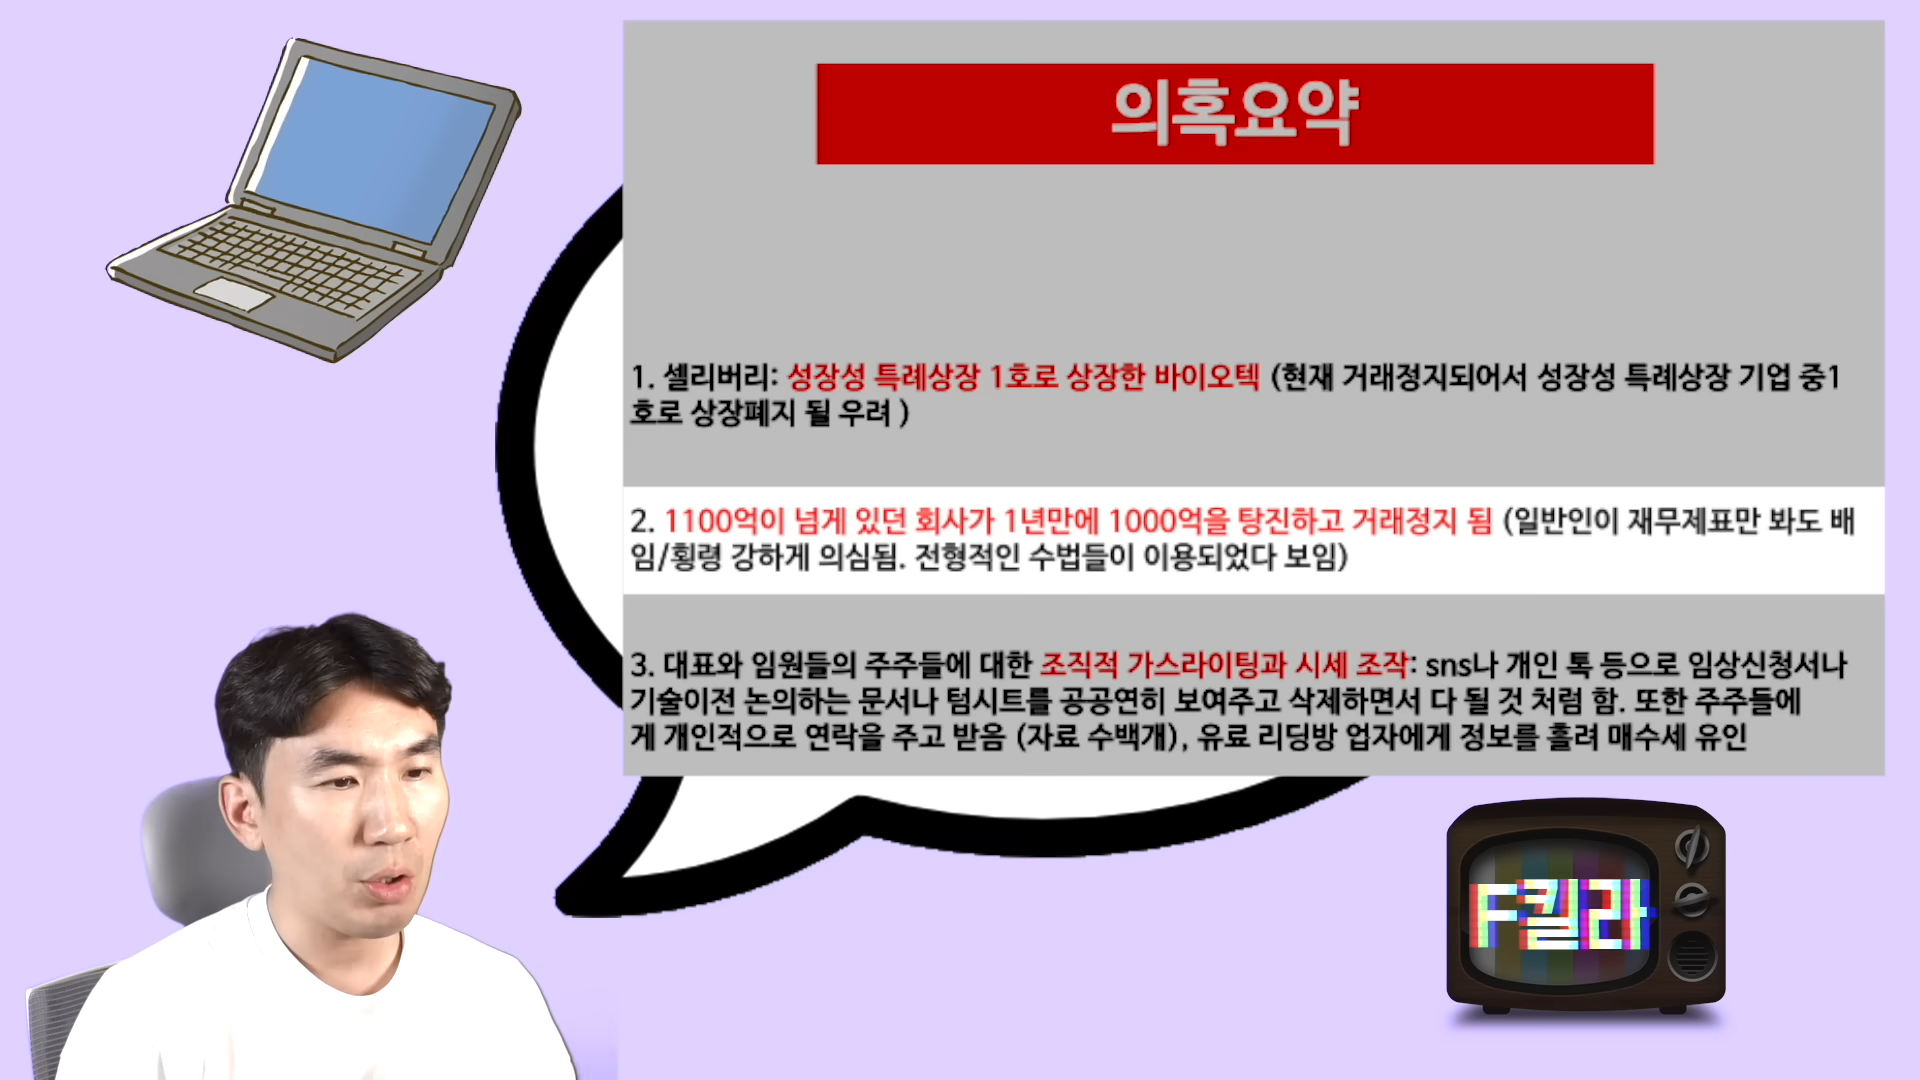 의혹요약
1. 셀리버리: 성장성 특례상장 1호로 상장한 바이오텍 (현재 거래정지되어서 성장성 특례상장 기업 중1
호로 상장폐지 될 우려 )
2. 1100억이 넘게 있던 회사가 1년만에 1000억을 탕진하고 거래정지 됨 (일반인이 재무제표만 봐도 배
임/횡령 강하게 의심됨. 전형적인 수법들이 이용되었다 보임)
3. 대표와 임원들의 주주들에 대한 조직적 가스라이팅과 시세 조작: sns나 개인 톡 등으로 임상신청서나
기술이전 논의하는 문서나 텀시트를 공공연히 보여주고 삭제하면서 다 될 것 처럼 함. 또한 주주들에
게 개인적으로 연락을 주고 받음 (자료 수백개), 유료 리딩방 업자에게 정보를 흘려 매수세 유인
F킬라